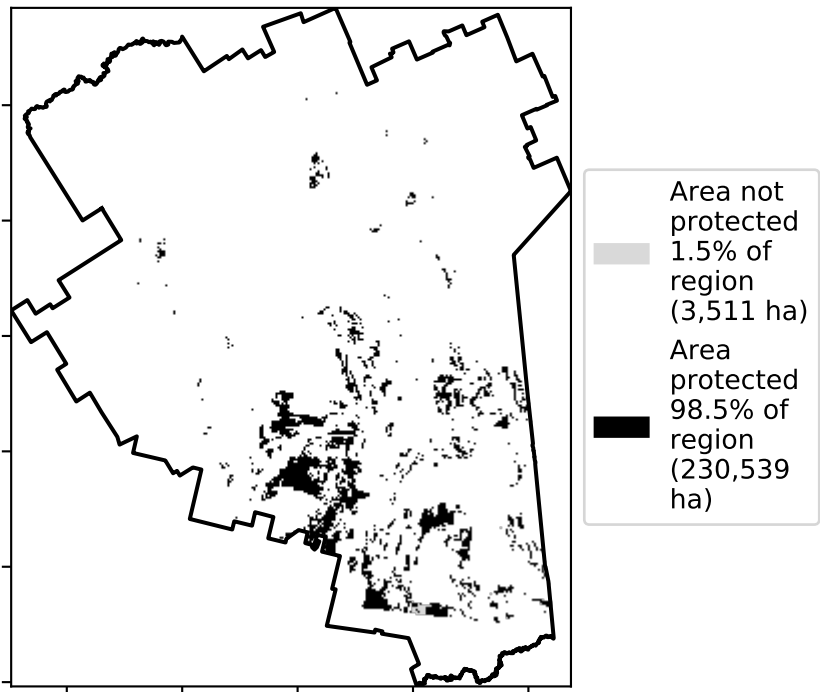 Area not
protected
1.5% of
region
(3,511 ha)
Area
protected
98.5% of
region
(230,539
ha)